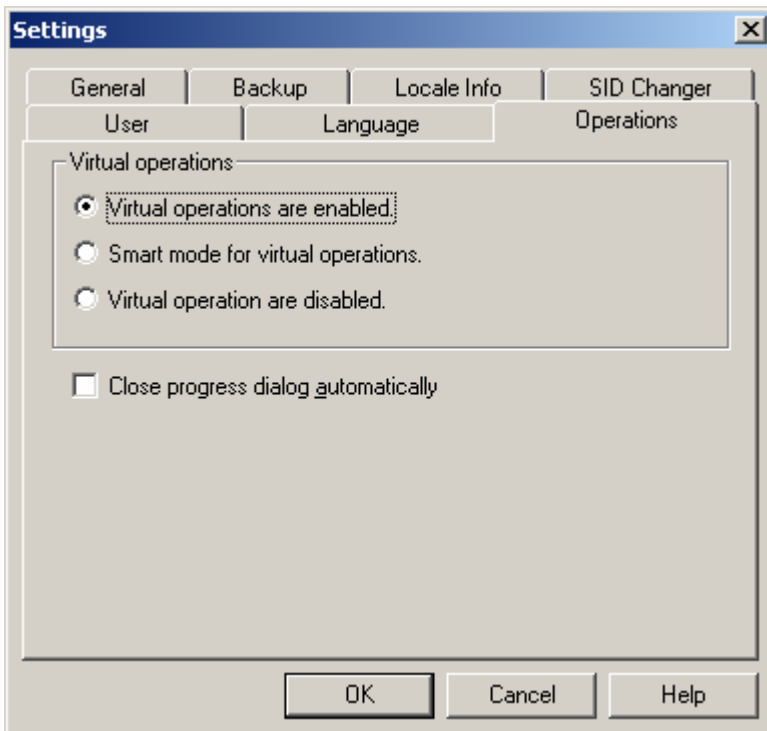 Settings
General Backup Locale Info SID Changer
User Language Operations
Virtual operations
Virtual operations are enabled.
Smart mode for virtual operations.
Virtual operation are disabled.
Close progress dialog automatically
OK Cancel Help